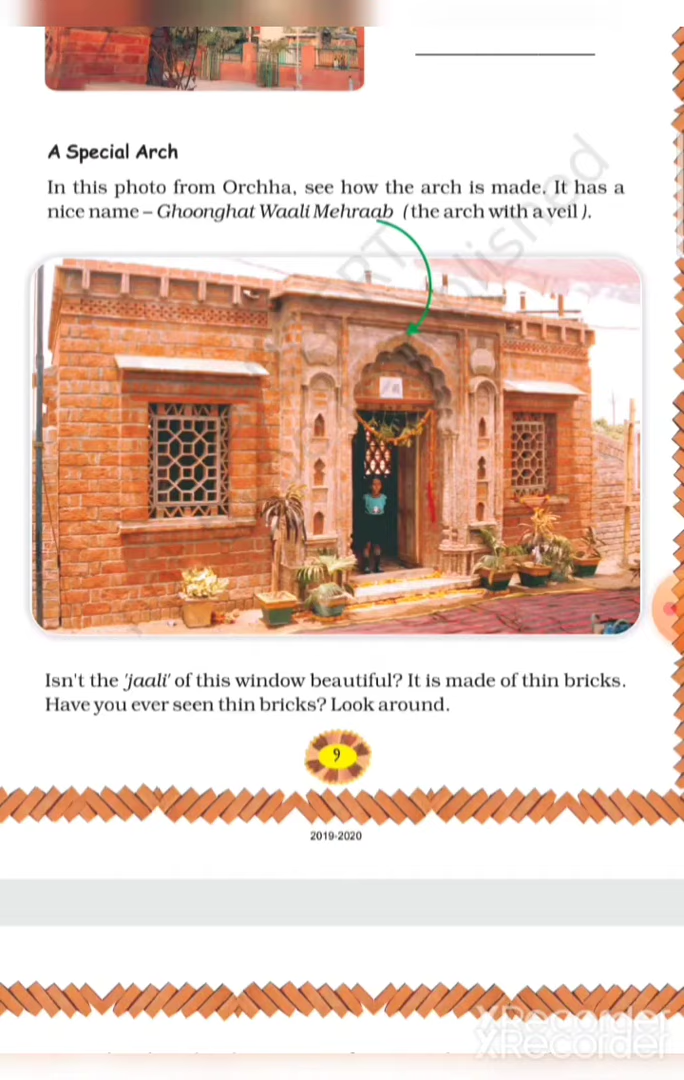 A Special Arch
In this photo from Orchha, see how the arch is made. It has a
nice name – Ghoonghat Waali Mehraab (the arch with a veil ).
Isn't the 'jaali' of this window beautiful? It is made of thin bricks.
Have you ever seen thin bricks? Look around.
9
2019-2020
XRecorder
XRecorder